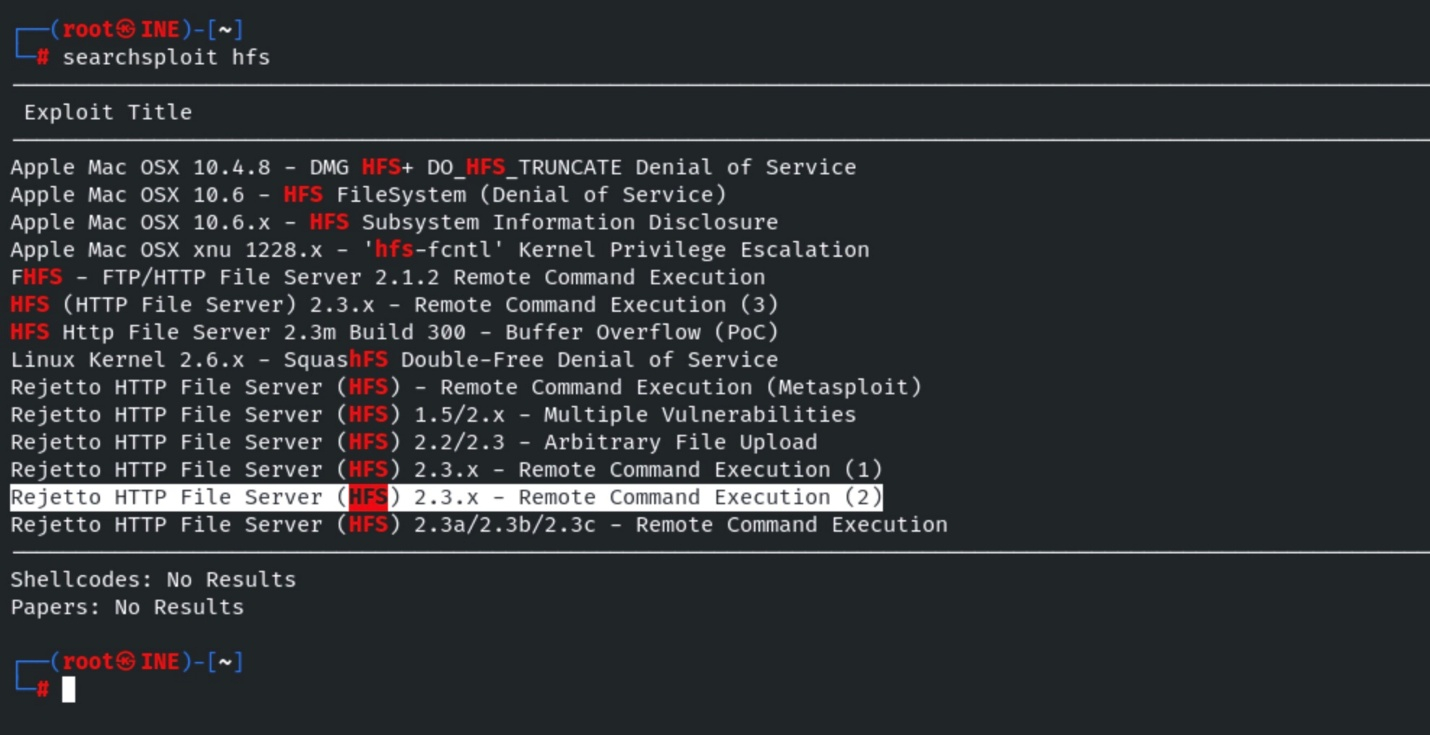 ┌──(root㉿INE)-[~]
└─# searchsploit hfs
Exploit Title
Apple Mac OSX 10.4.8 - DMG HFS+ DO_HFS_TRUNCATE Denial of Service
Apple Mac OSX 10.6 - HFS FileSystem (Denial of Service)
Apple Mac OSX 10.6.x - HFS Subsystem Information Disclosure
Apple Mac OSX xnu 1228.x - 'hfs-fcntl' Kernel Privilege Escalation
FHFS - FTP/HTTP File Server 2.1.2 Remote Command Execution
HFS (HTTP File Server) 2.3.x - Remote Command Execution (3)
HFS Http File Server 2.3m Build 300 - Buffer Overflow (PoC)
Linux Kernel 2.6.x - SquashFS Double-Free Denial of Service
Rejetto HTTP File Server (HFS) - Remote Command Execution (Metasploit)
Rejetto HTTP File Server (HFS) 1.5/2.x - Multiple Vulnerabilities
Rejetto HTTP File Server (HFS) 2.2/2.3 - Arbitrary File Upload
Rejetto HTTP File Server (HFS) 2.3.x - Remote Command Execution (1)
Rejetto HTTP File Server (HFS) 2.3.x - Remote Command Execution (2)
Rejetto HTTP File Server (HFS) 2.3a/2.3b/2.3c - Remote Command Execution
Shellcodes: No Results
Papers: No Results
┌──(root㉿INE)-[~]
└─#